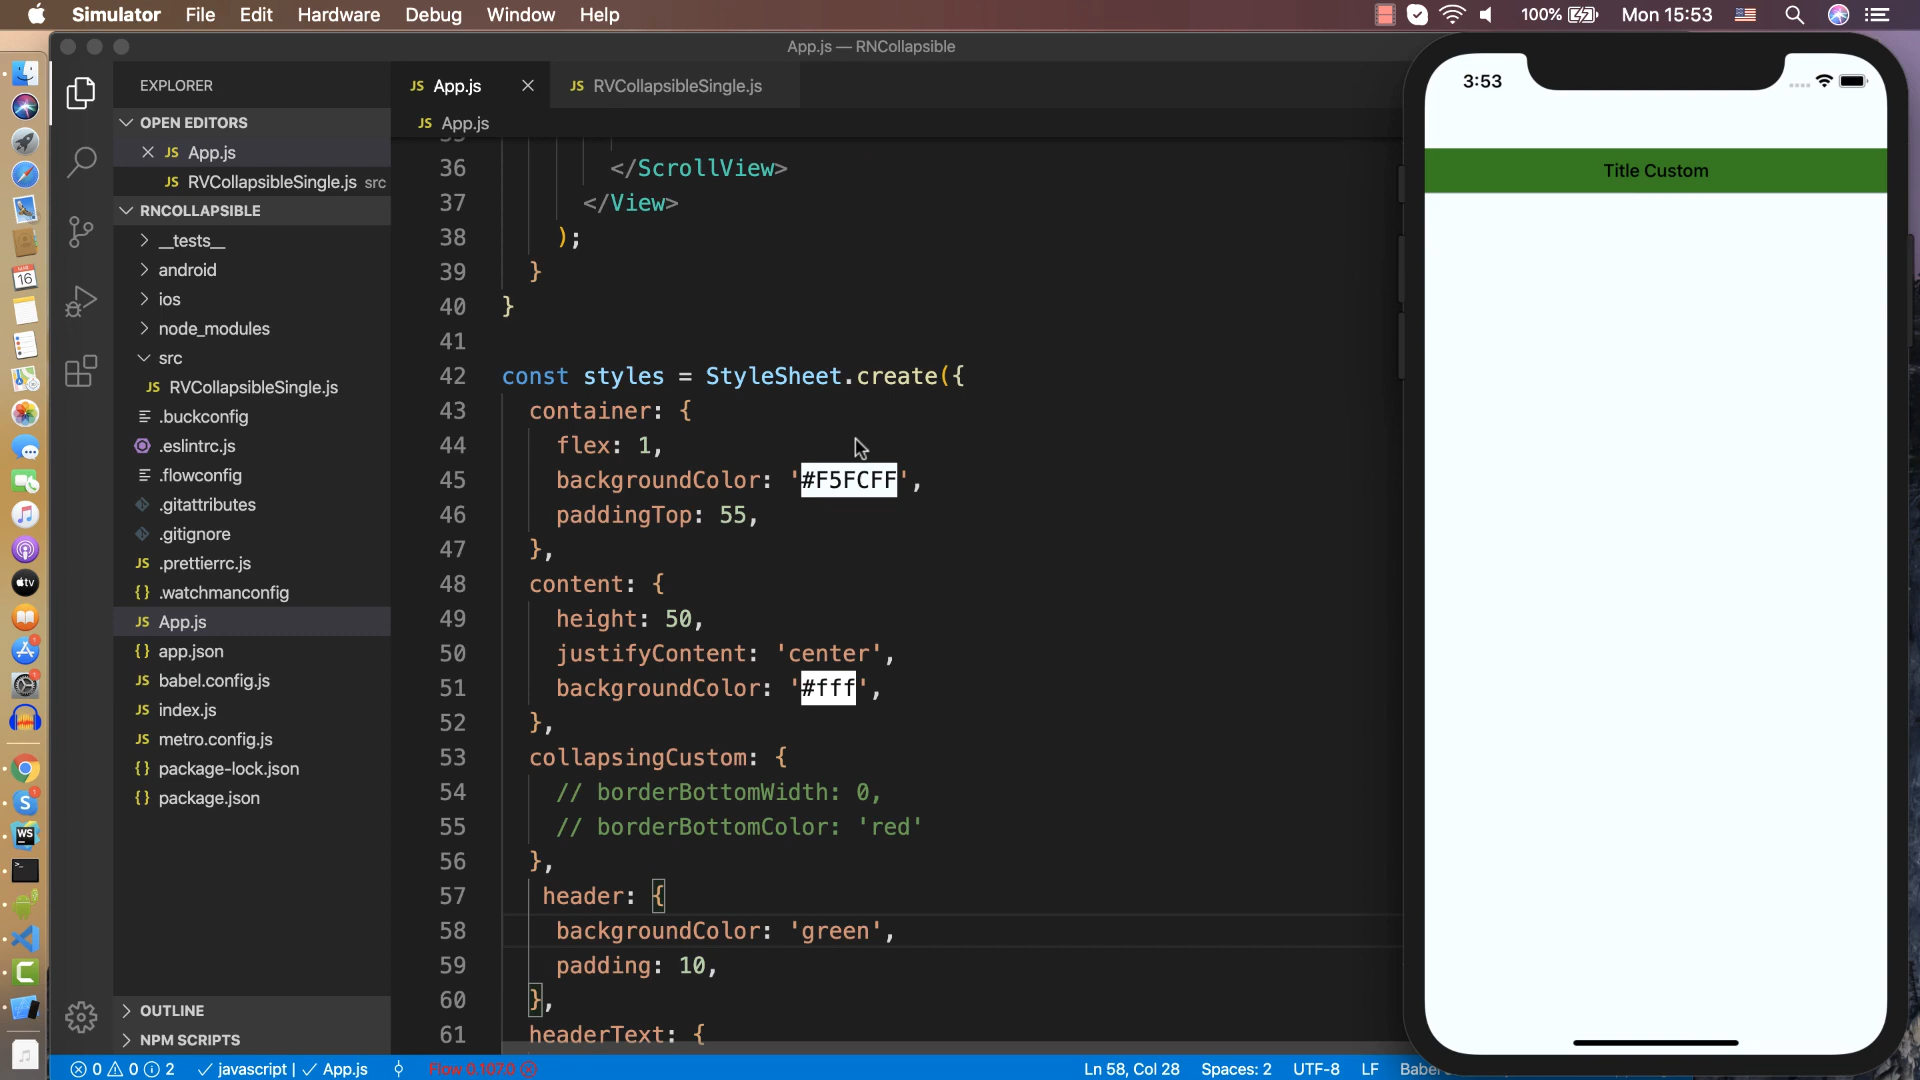 Simulator File Edit Hardware Debug Window Help
100% Mon 15:53
App.js — RNCollapsible
EXPLORER
OPEN EDITORS
JS App.js
JS RVCollapsibleSingle.js src
RNCOLLAPSIBLE
__tests__
android
ios
node_modules
src
JS RVCollapsibleSingle.js
.buckconfig
.eslintrc.js
.flowconfig
.gitattributes
.gitignore
JS .prettierrc.js
{} .watchmanconfig
JS App.js
{} app.json
JS babel.config.js
JS index.js
JS metro.config.js
{} package-lock.json
{} package.json
OUTLINE
NPM SCRIPTS
JS App.js
JS RVCollapsibleSingle.js
JS App.js
36 </ScrollView>
37 </View>
38 );
39 }
40 }
41
42 const styles = StyleSheet.create({
43 container: {
44 flex: 1,
45 backgroundColor: '#F5FCFF',
46 paddingTop: 55,
47 },
48 content: {
49 height: 50,
50 justifyContent: 'center',
51 backgroundColor: '#fff',
52 },
53 collapsingCustom: {
54 // borderBottomWidth: 0,
55 // borderBottomColor: 'red'
56 },
57 header: {
58 backgroundColor: 'green',
59 padding: 10,
60 },
61 headerText: {
0 0 2 javascript | App.js Flow 0.107.0 Ln 58, Col 28 Spaces: 2 UTF-8 LF
3:53
Title Custom